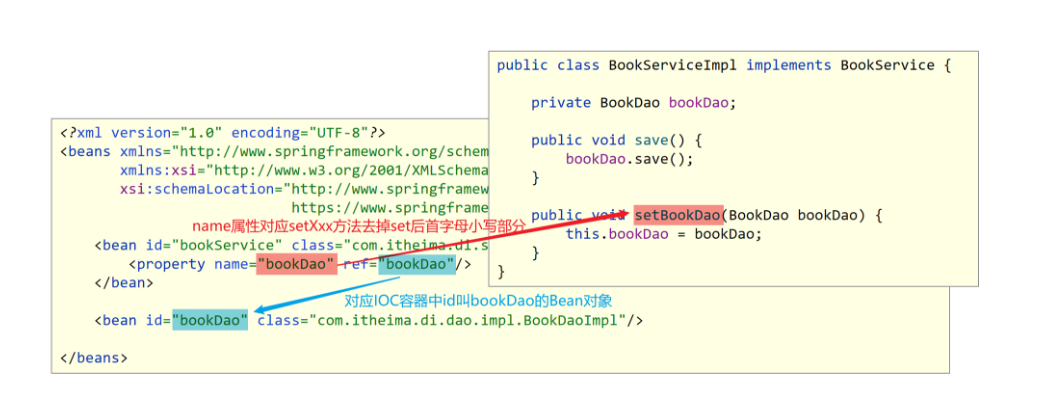 public class BookServiceImpl implements BookService {
private BookDao bookDao;
public void save() {
bookDao.save();
}
public void setBookDao(BookDao bookDao) {
this.bookDao = bookDao;
}
}
<?xml version="1.0" encoding="UTF-8"?>
<beans xmlns="http://www.springframework.org/schem
xmlns:xsi="http://www.w3.org/2001/XMLSchema
xsi:schemaLocation="http://www.springframew
https://www.springframe
name属性对应setXxx方法去掉set后首字母小写部分
<bean id="bookService" class="com.itheima.di.s
<property name="bookDao" ref="bookDao"/>
</bean>
对应IOC容器中id叫bookDao的Bean对象
<bean id="bookDao" class="com.itheima.di.dao.impl.BookDaoImpl"/>
</beans>